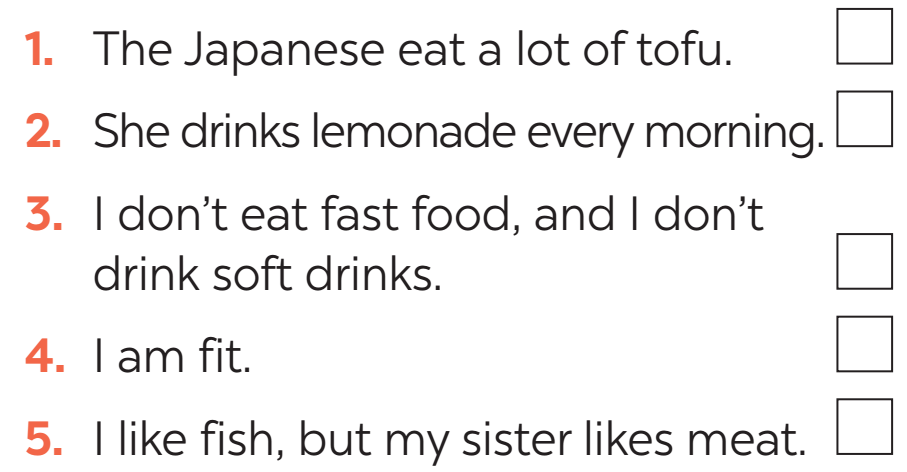 1. The Japanese eat a lot of tofu.
2. She drinks lemonade every morning.
3. I don't eat fast food, and I don't
drink soft drinks.
4. I am fit.
5. I like fish, but my sister likes meat.